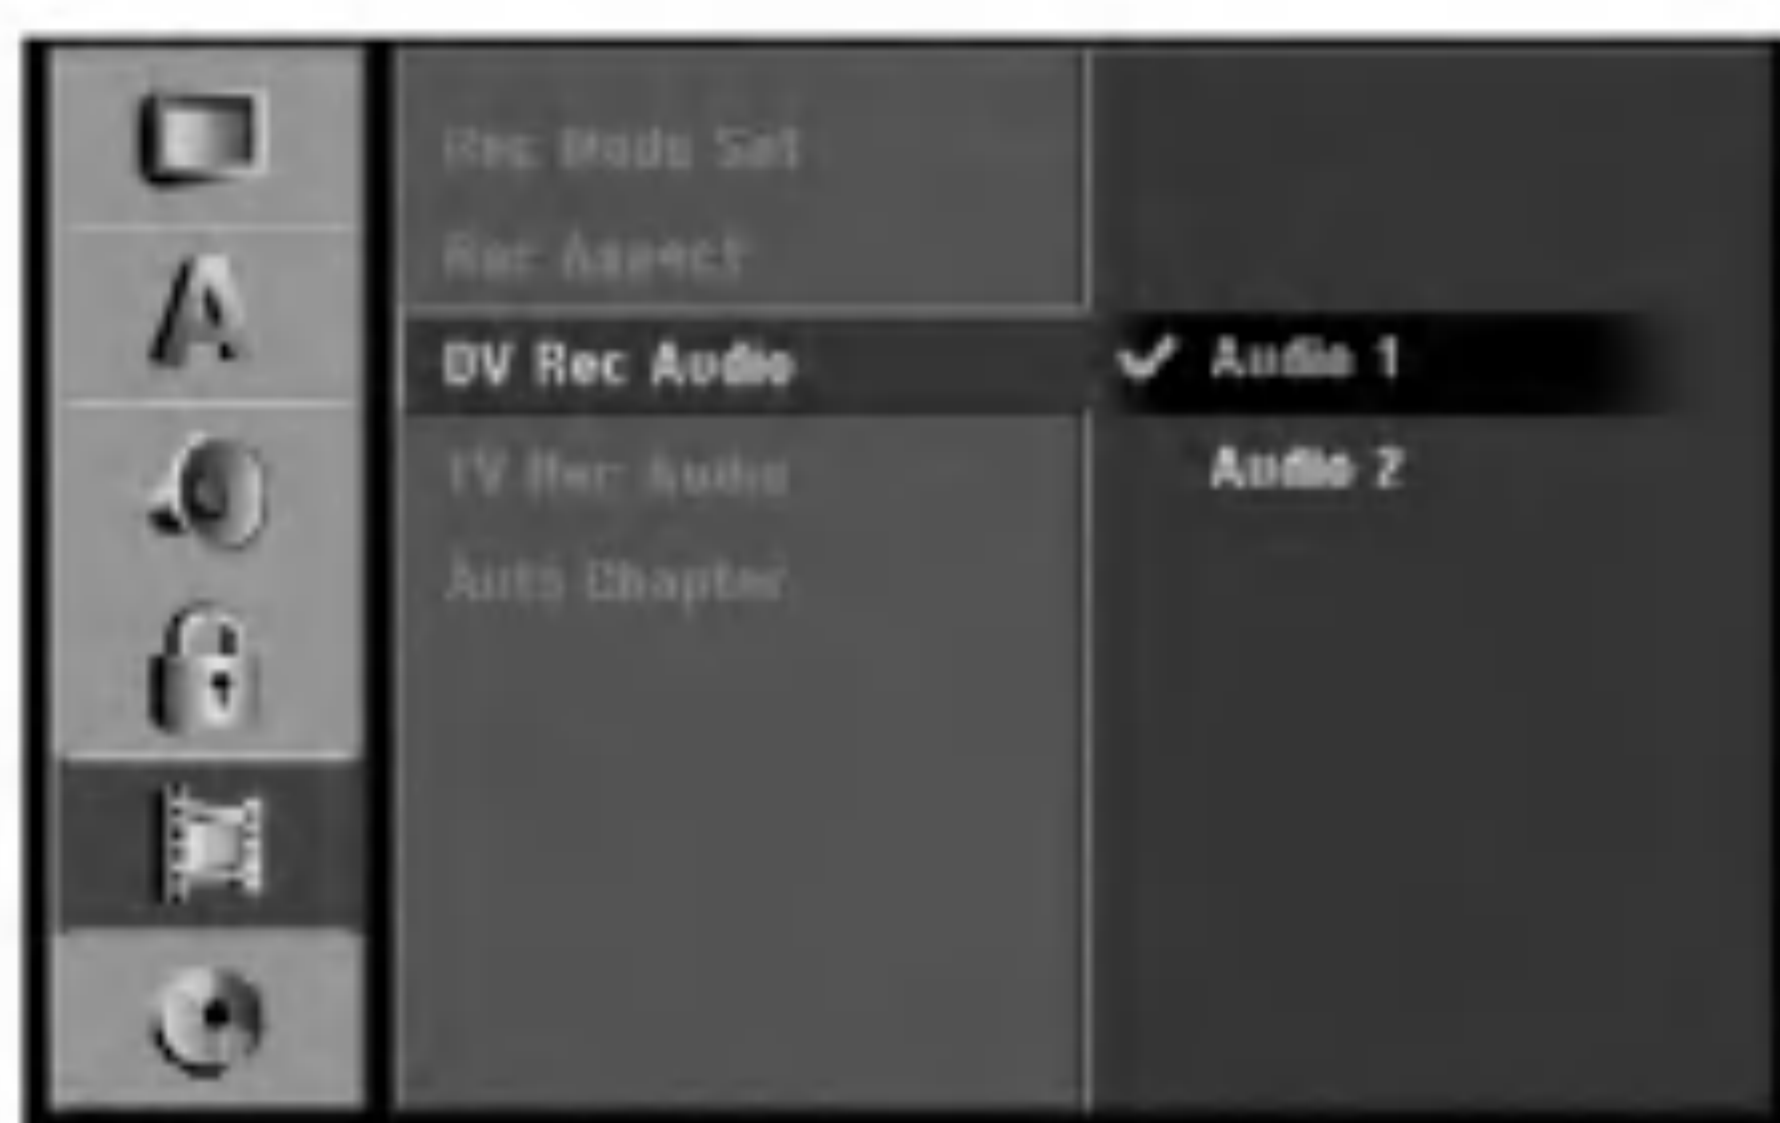 Rec Mode Set
Rec Aspect
DV Rec Audio
Audio 1
TV Rec Audio
Audio 2
Auto Chapter